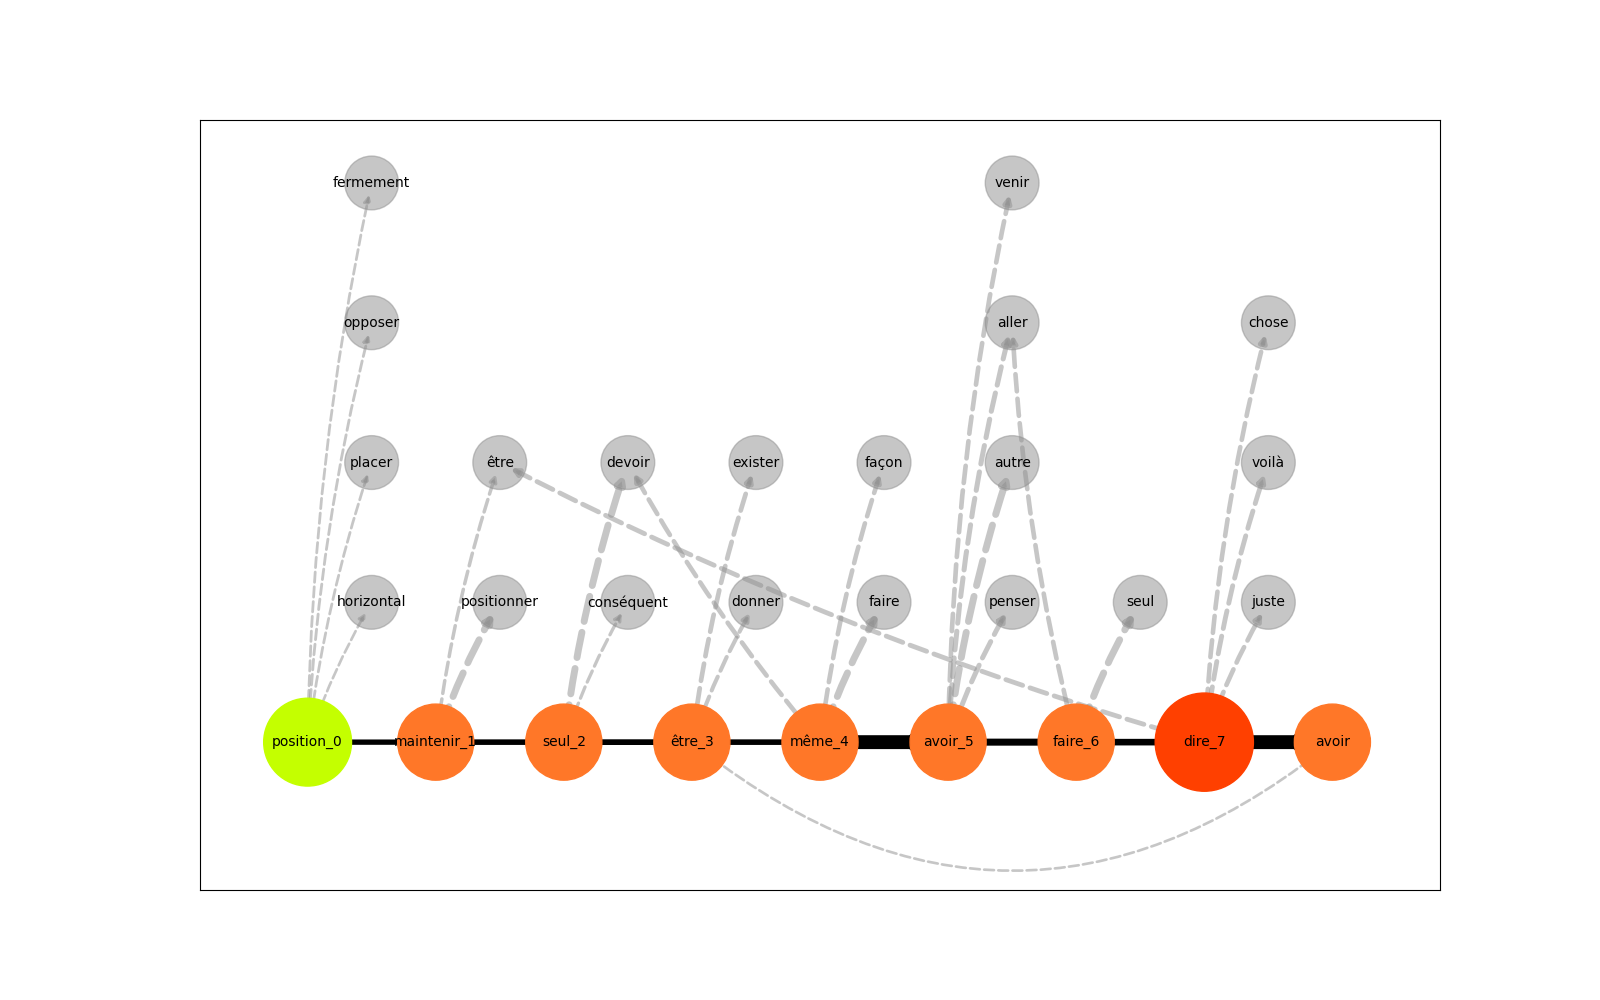 fermement venir
opposer aller chose
placer être devoir exister façon autre voilà
horizontal positionner conséquent donner faire penser seul juste
position_0 maintenir_1 seul_2 être_3 même_4 avoir_5 faire_6 dire_7 avoir